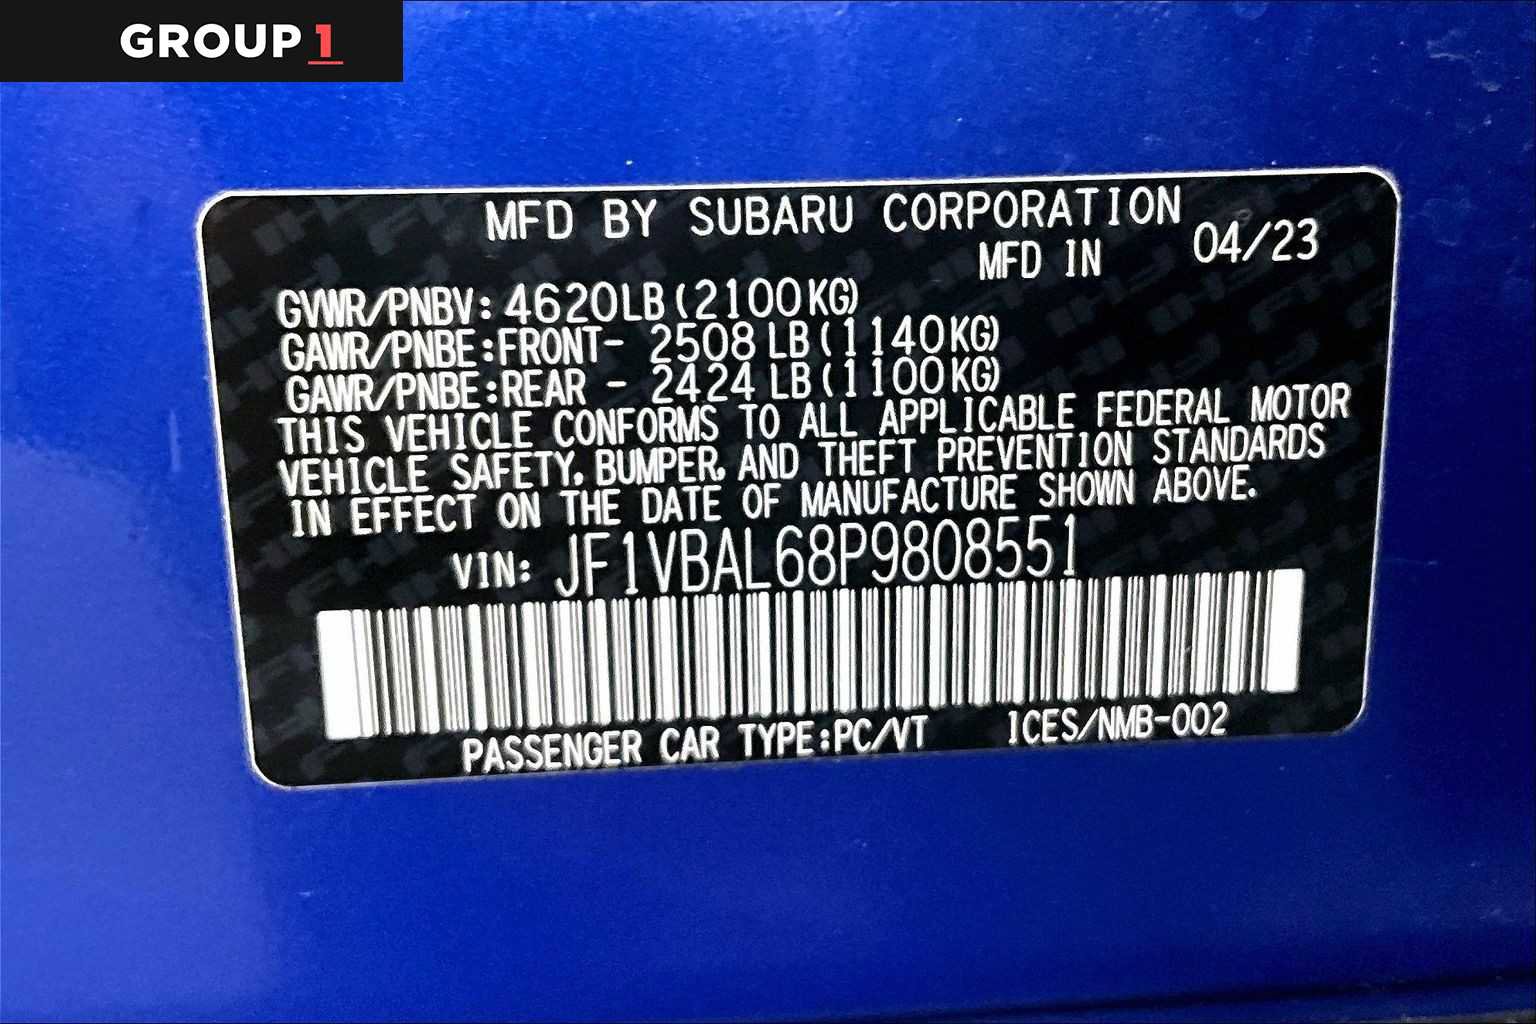 GROUP 1
MFD BY SUBARU CORPORATION
MFD IN 04/23
GVWR/PNBV: 4620LB (2100KG)
GAWR/PNBE:FRONT- 2508 LB (1140KG)
GAWR/PNBE:REAR - 2424 LB (1100KG)
THIS VEHICLE CONFORMS TO ALL APPLICABLE FEDERAL MOTOR
VEHICLE SAFETY, BUMPER, AND THEFT PREVENTION STANDARDS
IN EFFECT ON THE DATE OF MANUFACTURE SHOWN ABOVE.
VIN: JF1VBAL68P9808551
PASSENGER CAR TYPE:PC/VT ICES/NMB-002